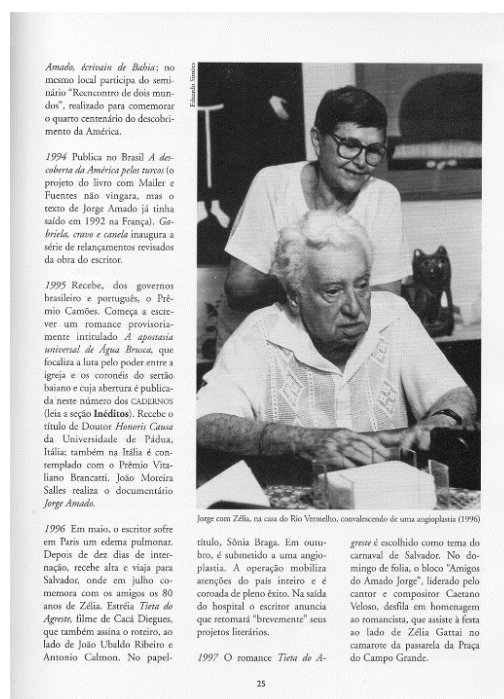 Amado, écrivain de Bahia; no
mesmo local participa do semi-
nário "Reencontro de dois mun-
dos", realizado para comemorar
o quarto centenário do descobri-
mento da América.
1994 Publica no Brasil A des-
coberta da América pelos turcos (o
projeto do livro com Mailer e
Fuentes não vingara, mas o
texto de Jorge Amado já tinha
saído em 1992 na França). Ga-
briela, cravo e canela inaugura a
série de relançamentos revisados
da obra do escritor.
1995 Recebe, dos governos
brasileiro e português, o Prê-
mio Camões. Começa a escre-
ver um romance provisoria-
mente intitulado A apostasia
universal de Água Brusca, que
focaliza a luta pelo poder entre a
igreja e os coronéis do sertão
baiano e cuja abertura é publica-
da neste número dos CADERNOS
(leia a seção Inéditos). Recebe o
título de Doutor Honoris Causa
da Universidade de Pádua,
Itália; também na Itália é con-
templado com o Prêmio Vita-
liano Brancatti. João Moreira
Salles realiza o documentário
Jorge Amado.
1996 Em maio, o escritor sofre
em Paris um edema pulmonar.
Depois de dez dias de inter-
nação, recebe alta e viaja para
Salvador, onde em julho co-
memora com os amigos os 80
anos de Zélia. Estréia Tieta do
Agreste, filme de Cacá Diegues,
que também assina o roteiro, ao
lado de João Ubaldo Ribeiro e
Antonio Calmon. No papel-
Eduardo Simões
Jorge com Zélia, na casa do Rio Vermelho, convalescendo de uma angioplastia (1996)
título, Sônia Braga. Em outu-
bro, é submetido a uma angio-
plastia. A operação mobiliza
atenções do país inteiro e é
coroada de pleno êxito. Na saída
do hospital o escritor anuncia
que retomará "brevemente" seus
projetos literários.
1997 O romance Tieta do A-
greste é escolhido como tema do
carnaval de Salvador. No do-
mingo de folia, o bloco "Amigos
do Amado Jorge", liderado pelo
cantor e compositor Caetano
Veloso, desfila em homenagem
ao romancista, que assiste à festa
ao lado de Zélia Gattai no
camarote da passarela da Praça
do Campo Grande.
25